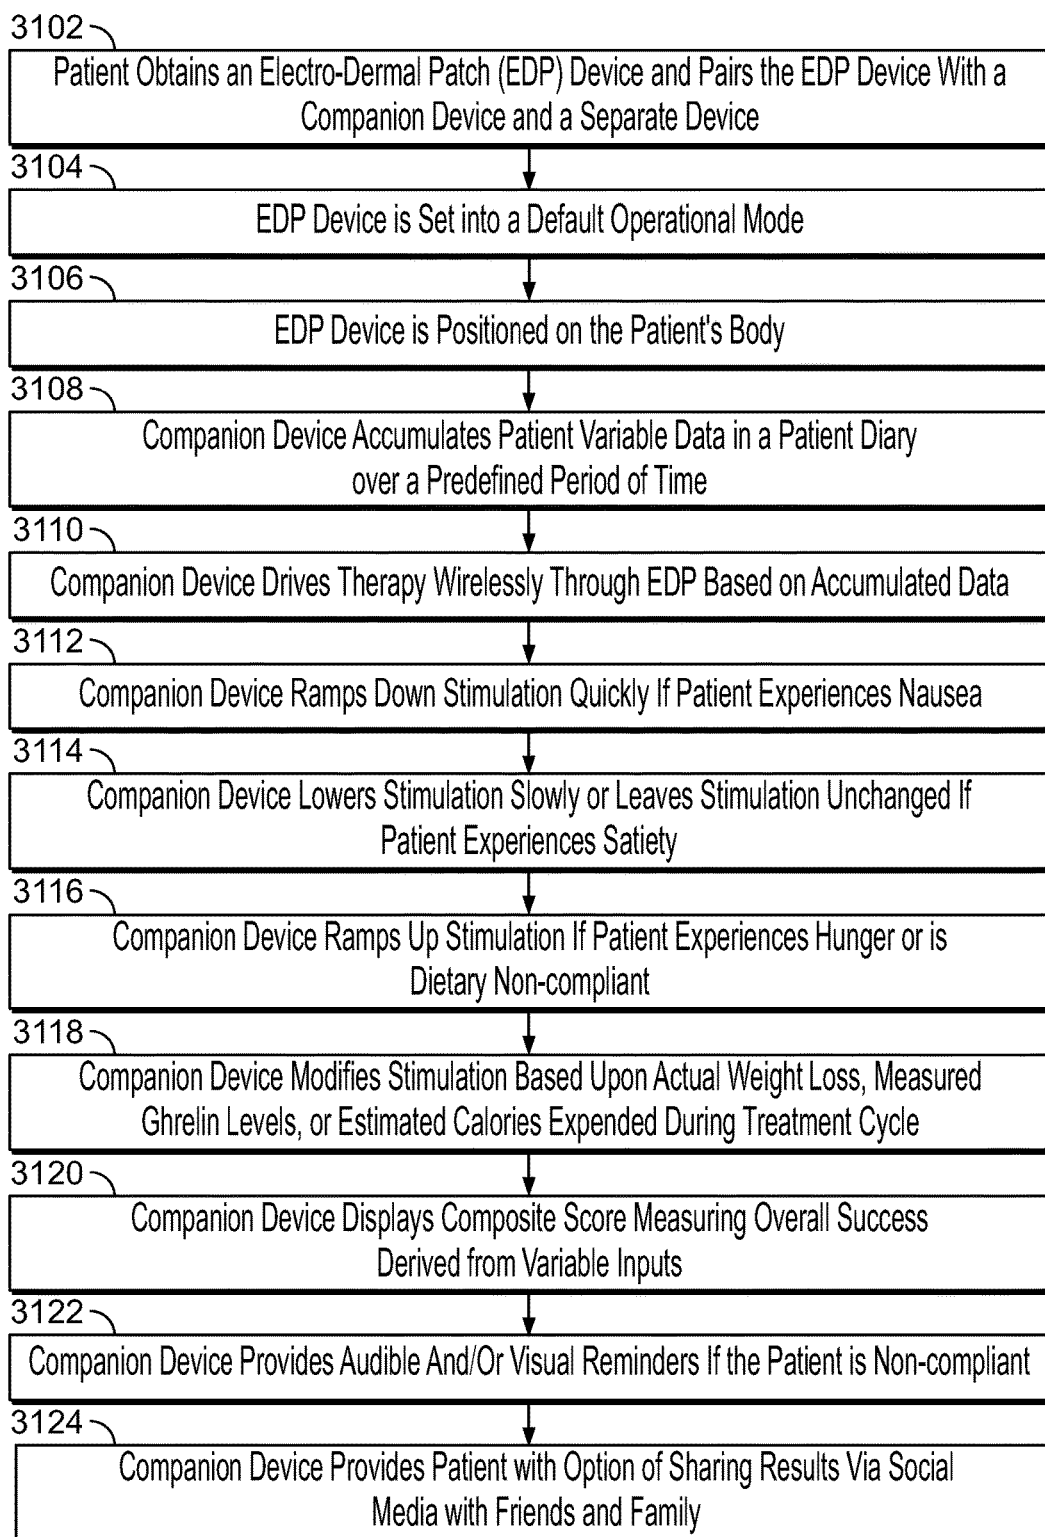 3102
Patient Obtains an Electro-Dermal Patch (EDP) Device and Pairs the EDP Device With a
Companion Device and a Separate Device
3104
EDP Device is Set into a Default Operational Mode
3106
EDP Device is Positioned on the Patient's Body
3108
Companion Device Accumulates Patient Variable Data in a Patient Diary
over a Predefined Period of Time
3110
Companion Device Drives Therapy Wirelessly Through EDP Based on Accumulated Data
3112
Companion Device Ramps Down Stimulation Quickly If Patient Experiences Nausea
3114
Companion Device Lowers Stimulation Slowly or Leaves Stimulation Unchanged If
Patient Experiences Satiety
3116
Companion Device Ramps Up Stimulation If Patient Experiences Hunger or is
Dietary Non-compliant
3118
Companion Device Modifies Stimulation Based Upon Actual Weight Loss, Measured
Ghrelin Levels, or Estimated Calories Expended During Treatment Cycle
3120
Companion Device Displays Composite Score Measuring Overall Success
Derived from Variable Inputs
3122
Companion Device Provides Audible And/Or Visual Reminders If the Patient is Non-compliant
3124
Companion Device Provides Patient with Option of Sharing Results Via Social
Media with Friends and Family